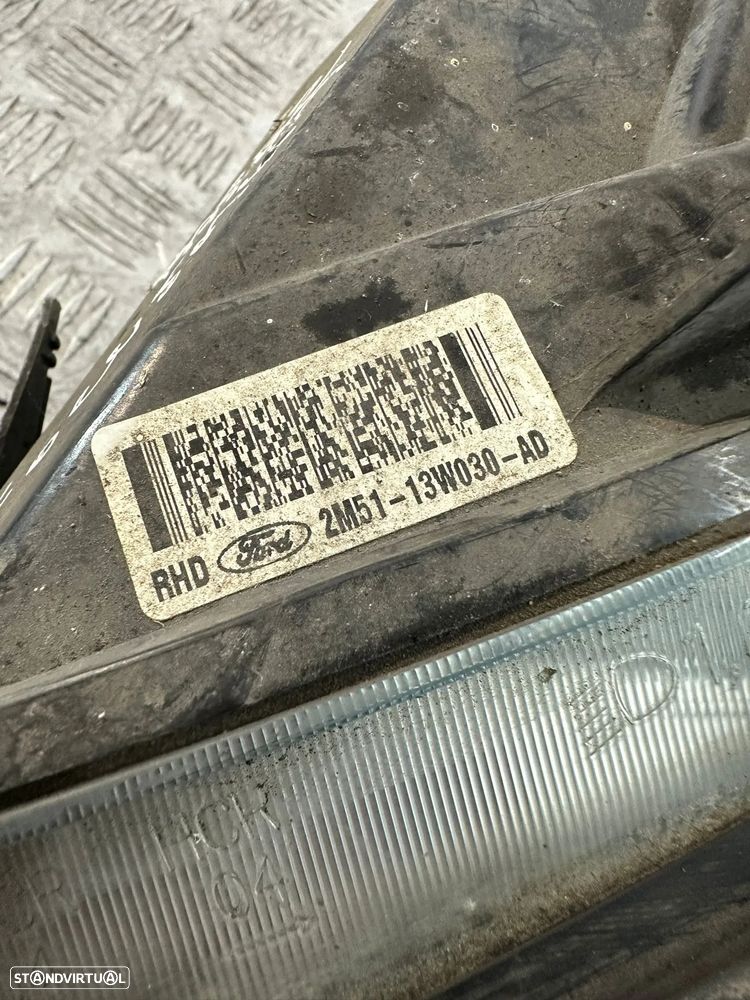 RHD Ford 2M51-13W030-AD
HCR
04
STANDVIRTUAL